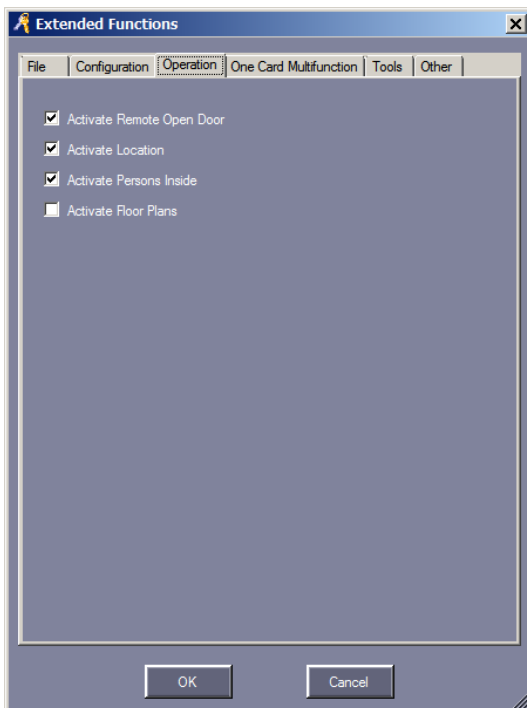 Extended Functions
File Configuration Operation One Card Multifunction Tools Other
Activate Remote Open Door
Activate Location
Activate Persons Inside
Activate Floor Plans
OK Cancel